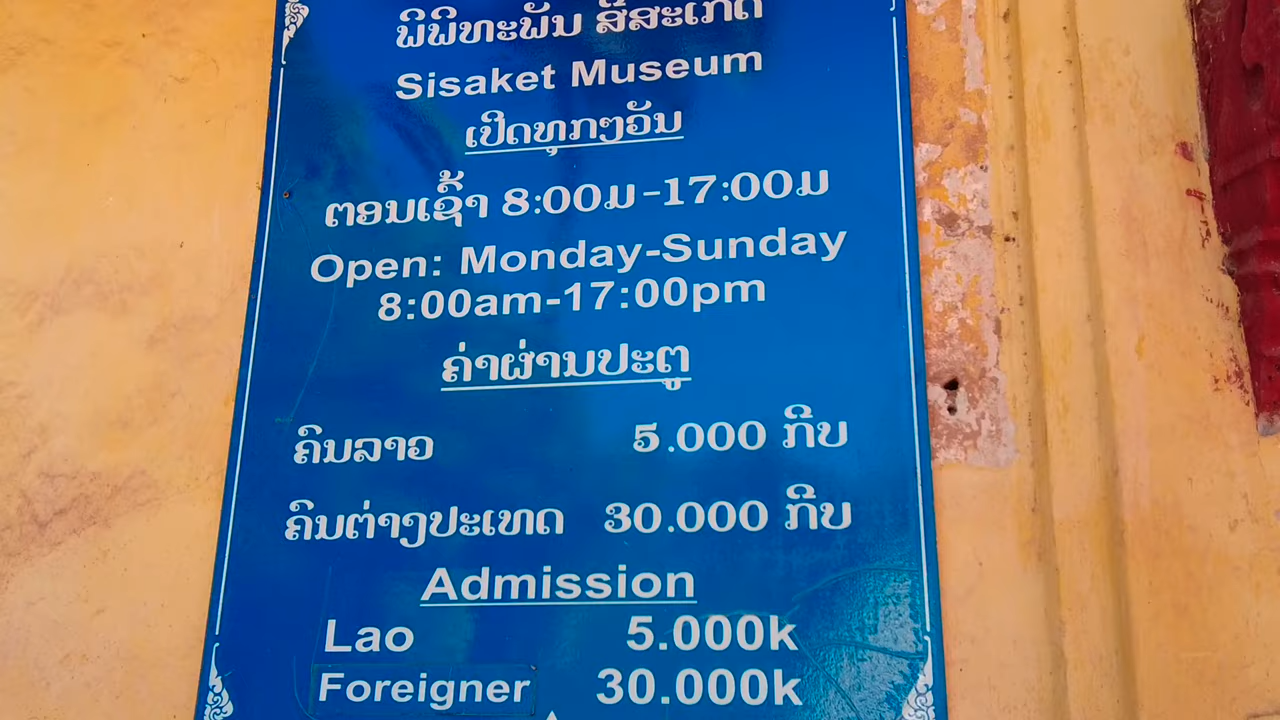 ພິພິທະພັນ ສີສະເກດ
Sisaket Museum
ເປີດທຸກໆວັນ
ຕອນເຊົ້າ 8:00ມ-17:00ມ
Open: Monday-Sunday
8:00am-17:00pm
ຄ່າຜ່ານປະຕູ
ຄົນລາວ 5.000 ກີບ
ຄົນຕ່າງປະເທດ 30.000 ກີບ
Admission
Lao 5.000k
Foreigner 30.000k